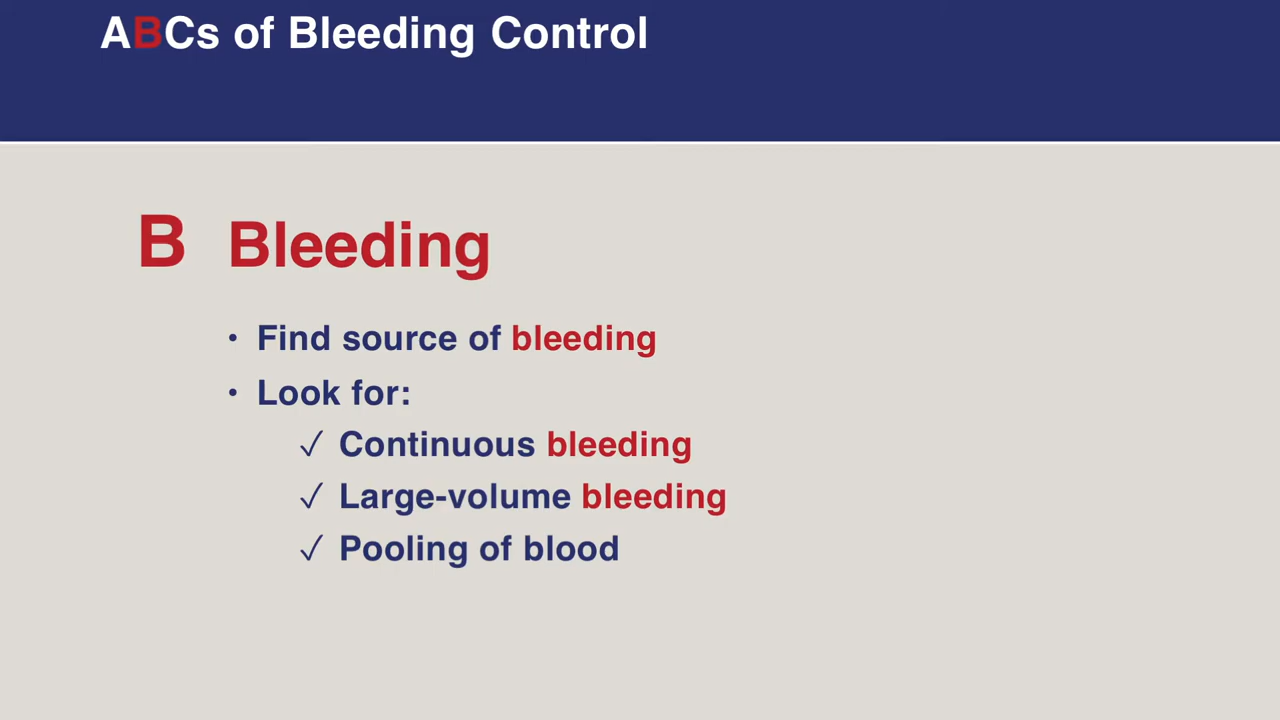 ABCs of Bleeding Control
B Bleeding
• Find source of bleeding
• Look for:
✓ Continuous bleeding
✓ Large-volume bleeding
✓ Pooling of blood